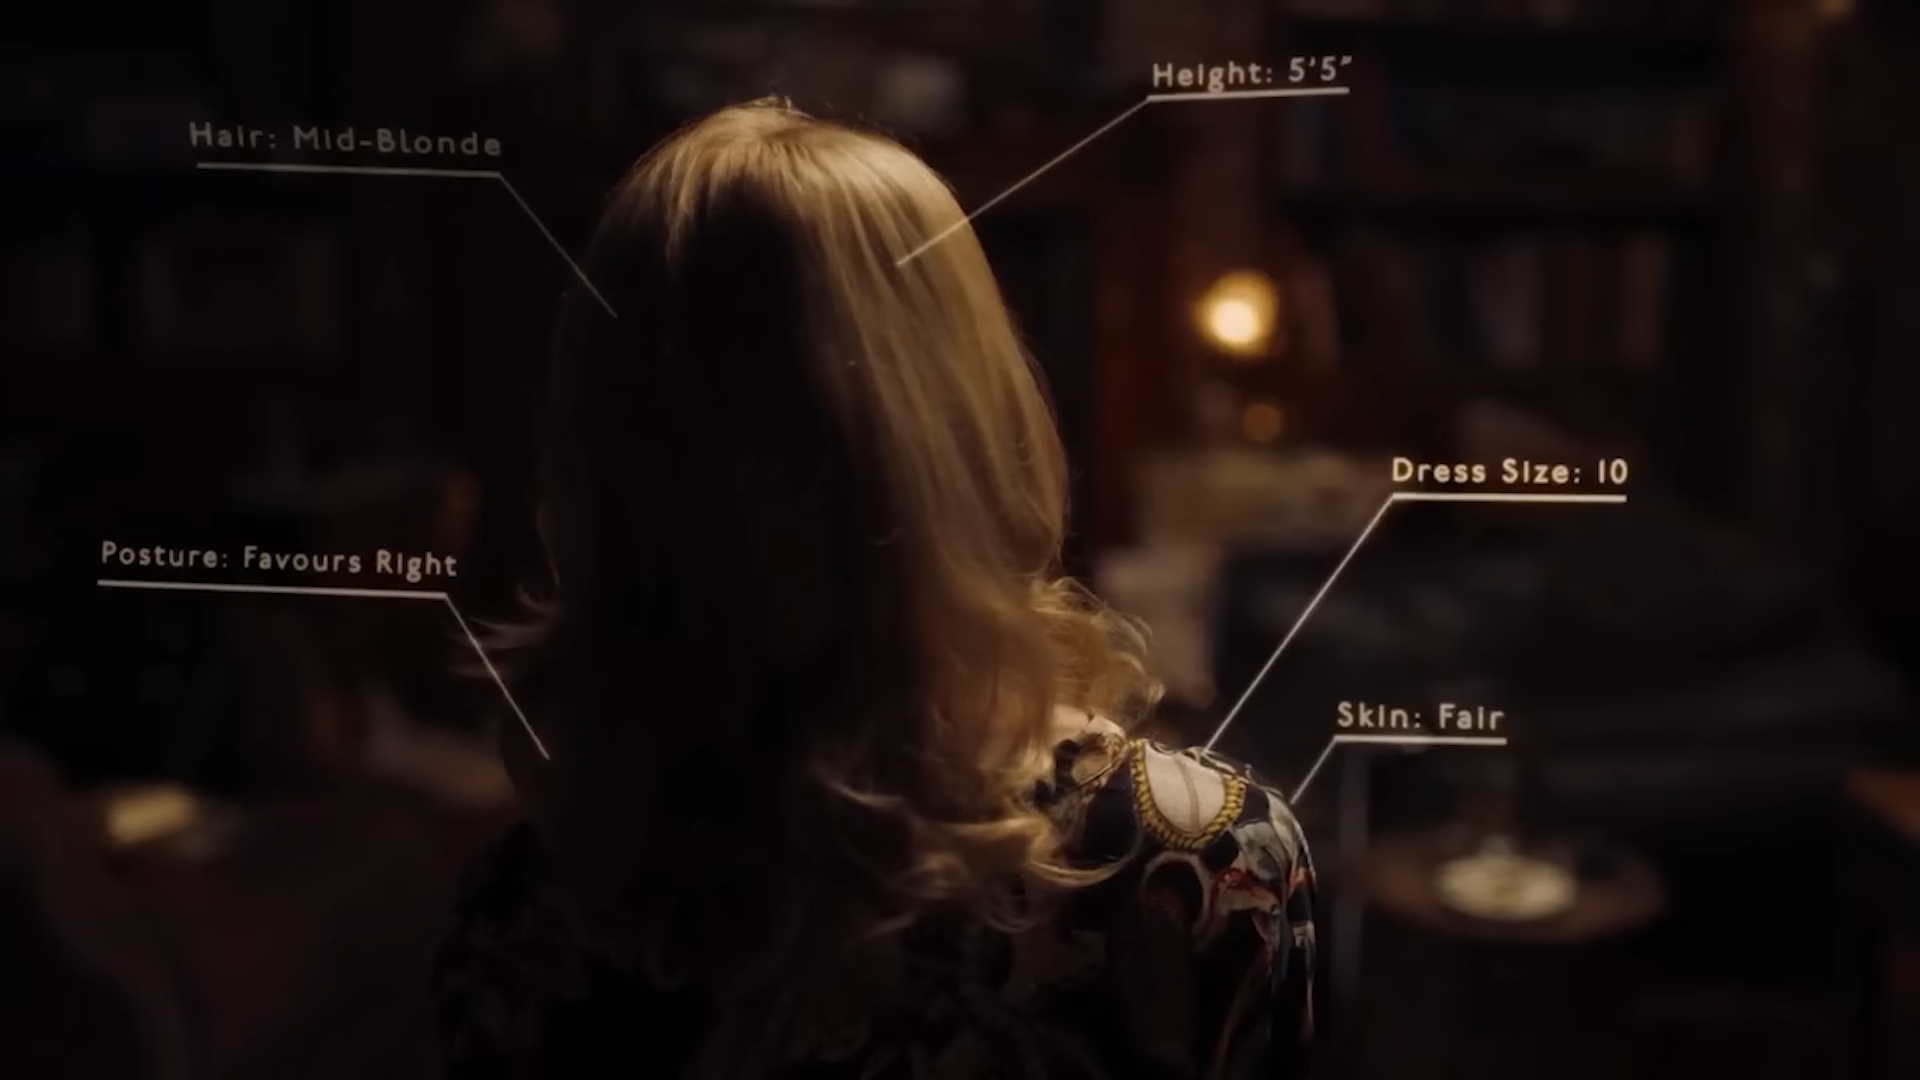 Height: 5'5"
Hair: Mid-Blonde
Dress Size: 10
Posture: Favours Right
Skin: Fair